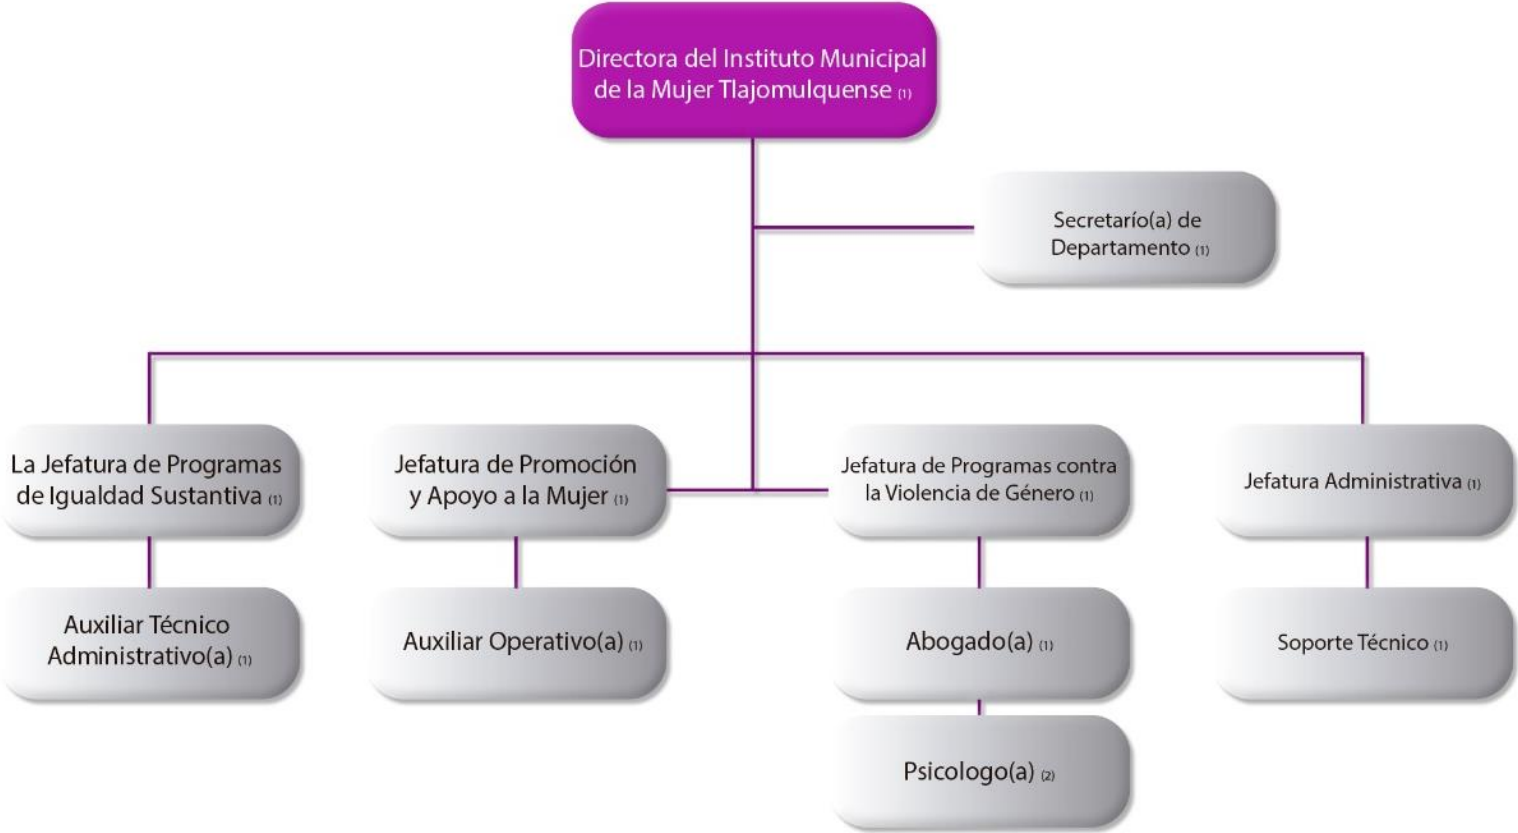 Directora del Instituto Municipal
de la Mujer Tlajomulquense (1)
Secretarío(a) de
Departamento (1)
La Jefatura de Programas
de Igualdad Sustantiva (1)
Jefatura de Promoción
y Apoyo a la Mujer (1)
Jefatura de Programas contra
la Violencia de Género (1)
Jefatura Administrativa (1)
Auxiliar Técnico
Administrativo(a) (1)
Auxiliar Operativo(a) (1)
Abogado(a) (1)
Soporte Técnico (1)
Psicologo(a) (2)